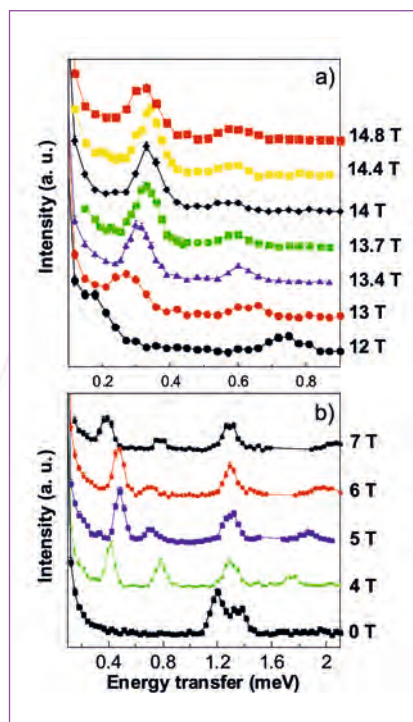 a)
Intensity (a. u.)
14.8 T
14.4 T
14 T
13.7 T
13.4 T
13 T
12 T
0.2 0.4 0.6 0.8
b)
Intensity (a. u.)
7 T
6 T
5 T
4 T
0 T
0.4 0.8 1.2 1.6 2
Energy transfer (meV)